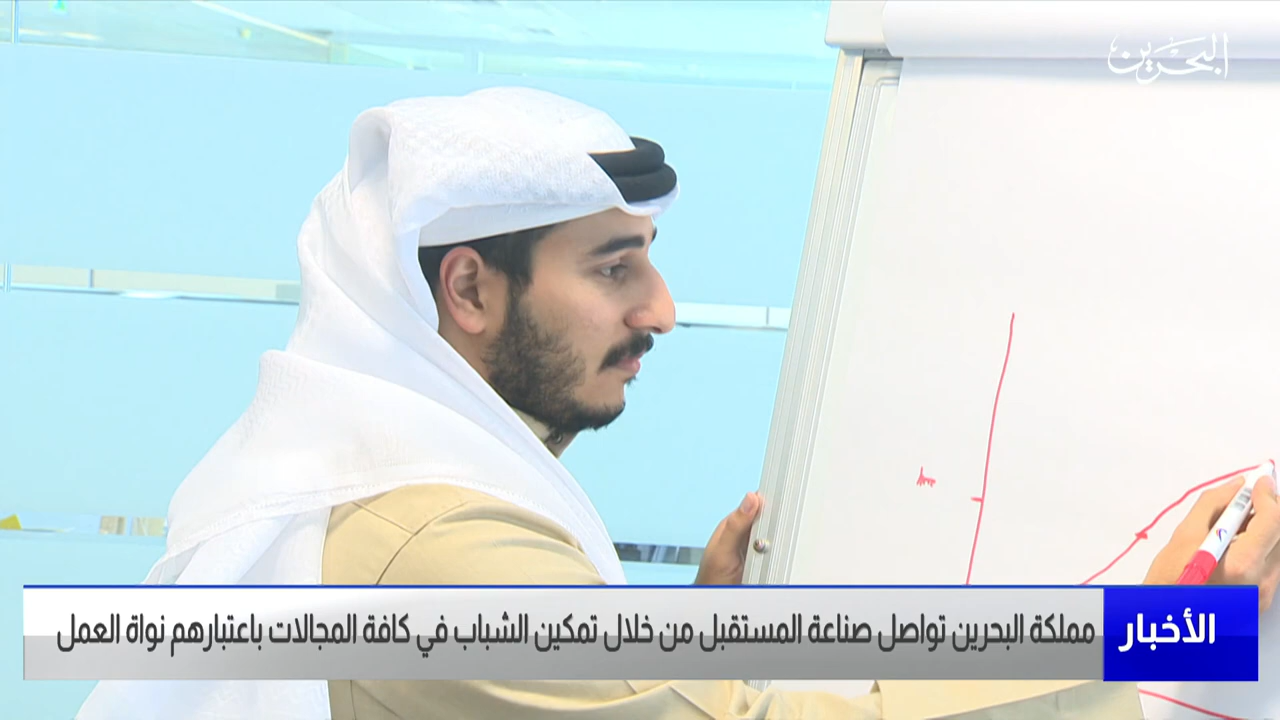 البحرين
الأخبار
مملكة البحرين تواصل صناعة المستقبل من خلال تمكين الشباب في كافة المجالات باعتبارهم نواة العمل